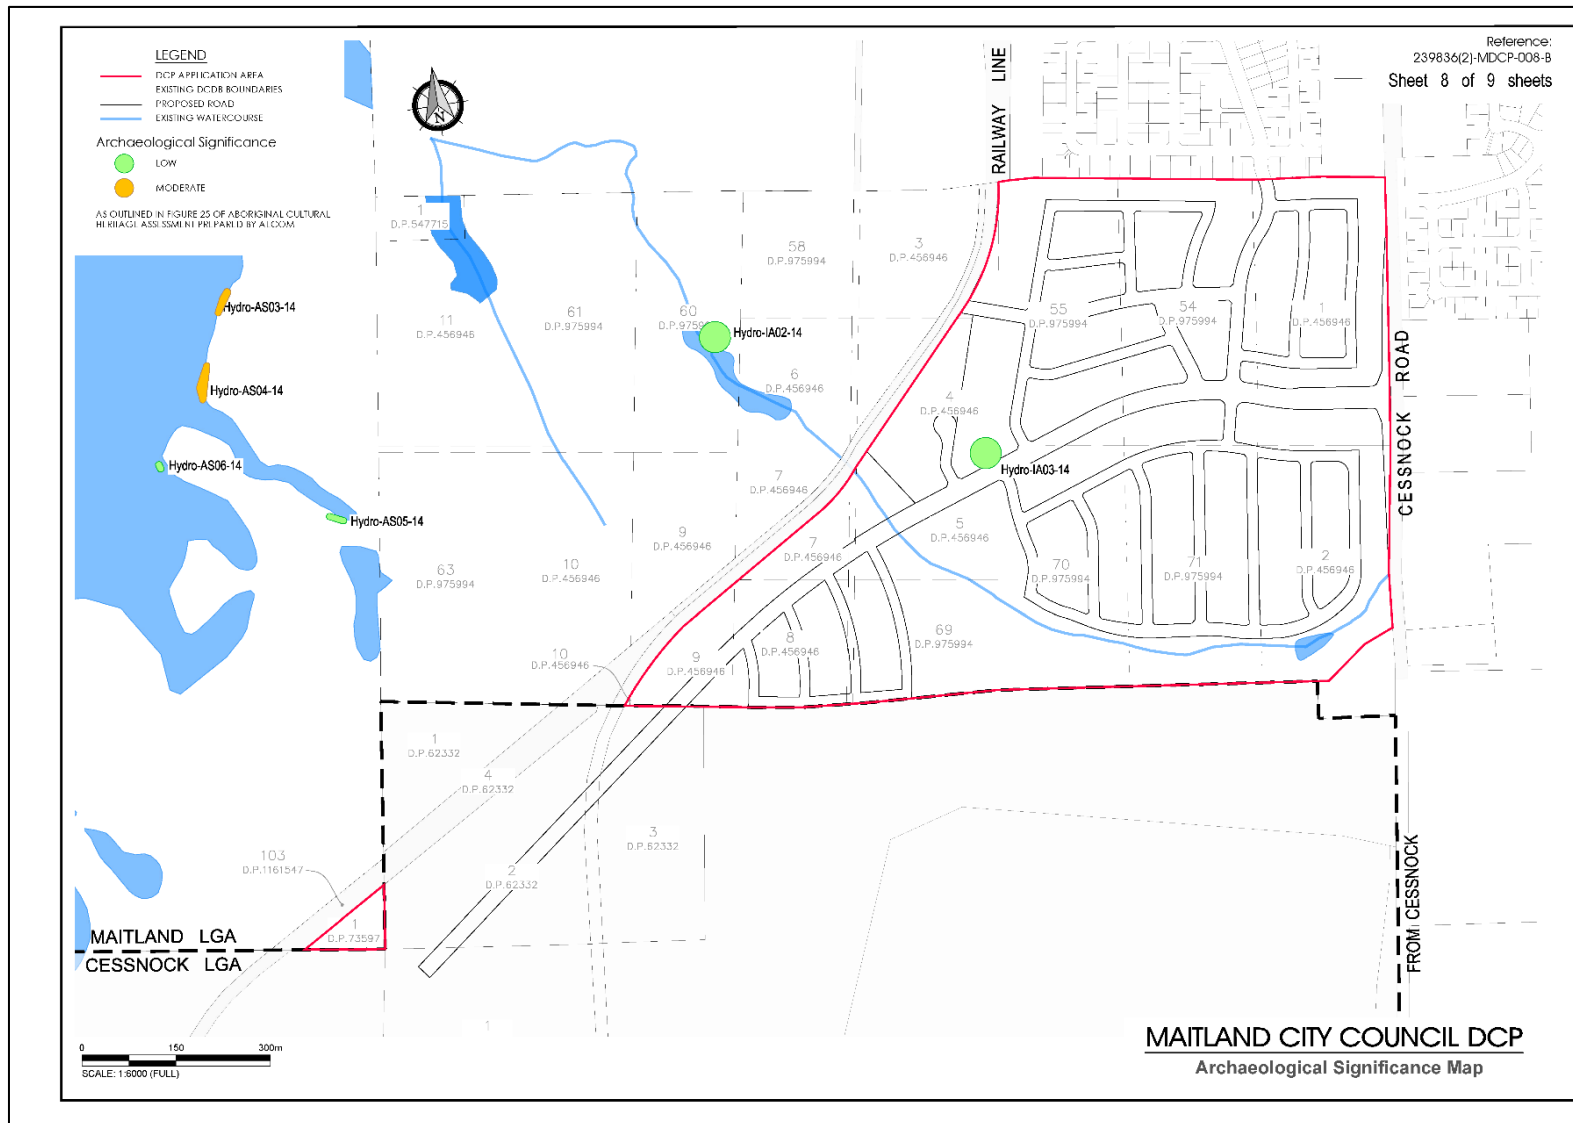 LEGEND
DCP APPLICATION AREA
EXISTING DCDB BOUNDARIES
PROPOSED ROAD
EXISTING WATERCOURSE
Archaeological Significance
LOW
MODERATE
AS OUTLINED IN FIGURE 25 OF ABORIGINAL CULTURAL
HERITAGE ASSESSMENT PREPARED BY AECOM
N
RAILWAY LINE
Reference:
239836(2)-MDCP-008-B
Sheet 8 of 9 sheets
1
D.P.547715
58
D.P.975994
3
D.P.456946
Hydro-AS03-14
11
D.P.456946
61
D.P.975994
60
D.P.9759
Hydro-IA02-14
55
D.P.975994
54
D.P.975994
1
D.P.456946
Hydro-AS04-14
6
D.P.456946
4
D.P.456946
CESSNOCK ROAD
Hydro-AS06-14
Hydro-IA03-14
7
D.P.456946
Hydro-AS05-14
9
D.P.456946
7
D.P.456946
5
D.P.456946
63
D.P.975994
10
D.P.456946
70
D.P.975994
71
D.P.975994
2
D.P.456946
10
D.P.456946
9
D.P.456946
8
D.P.456946
69
D.P.975994
1
D.P.62332
4
D.P.62332
3
D.P.62332
103
D.P.1161547
2
D.P.62332
1
D.P.73597
MAITLAND LGA
CESSNOCK LGA
FROM CESSNOCK
1
0 150 300m
SCALE: 1:6000 (FULL)
MAITLAND CITY COUNCIL DCP
Archaeological Significance Map